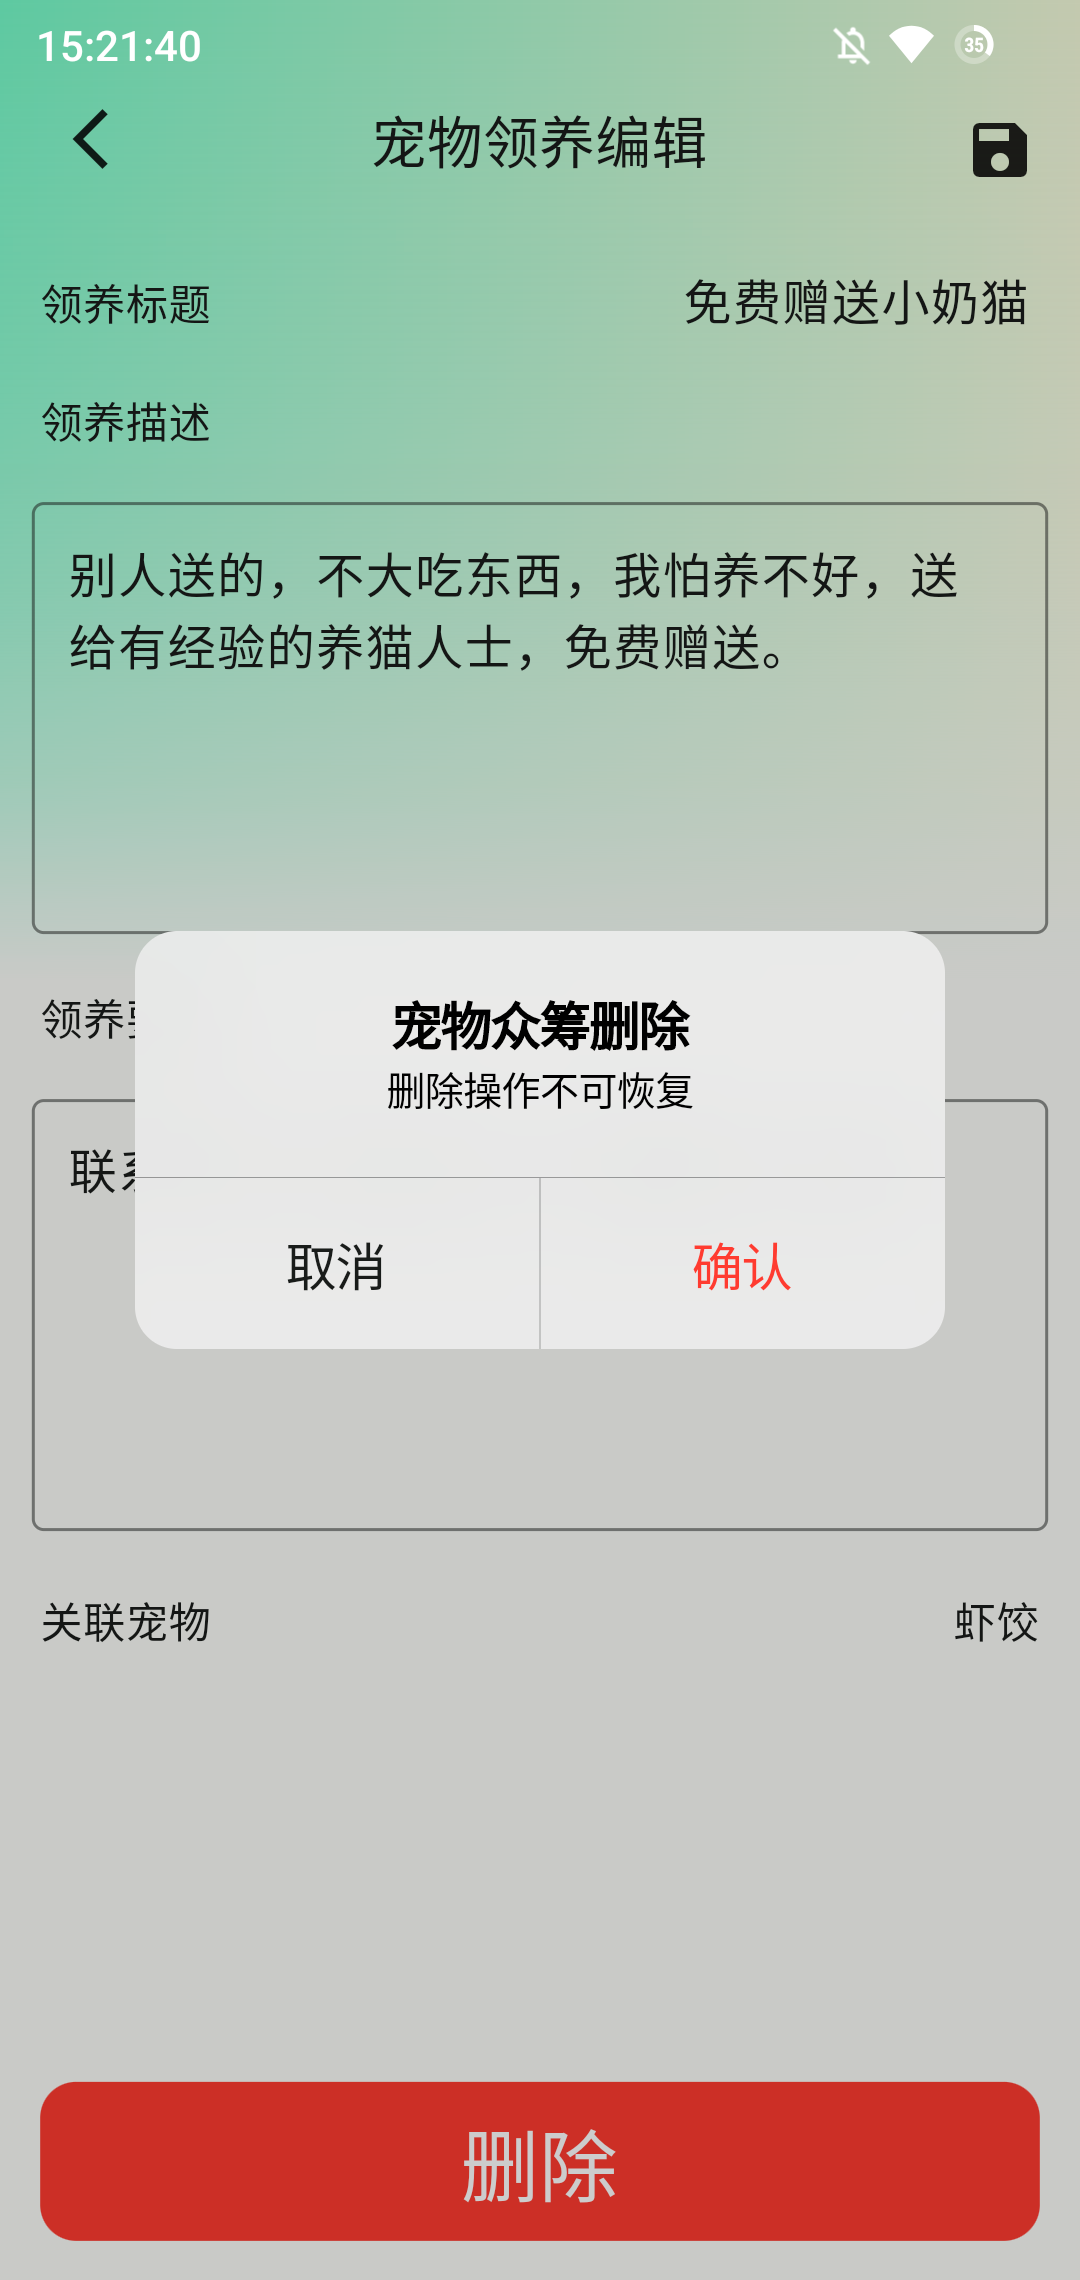 15:21:40
35
宠物领养编辑
领养标题
免费赠送小奶猫
领养描述
别人送的，不大吃东西，我怕养不好，送
给有经验的养猫人士，免费赠送。
领养
宠物众筹删除
删除操作不可恢复
联
取消
确认
关联宠物
虾饺
删除